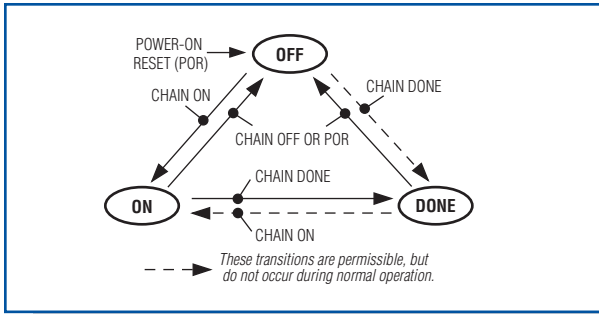 POWER-ON
RESET (POR)
OFF
CHAIN ON
CHAIN DONE
CHAIN OFF OR POR
CHAIN DONE
ON
DONE
CHAIN ON
These transitions are permissible, but
do not occur during normal operation.